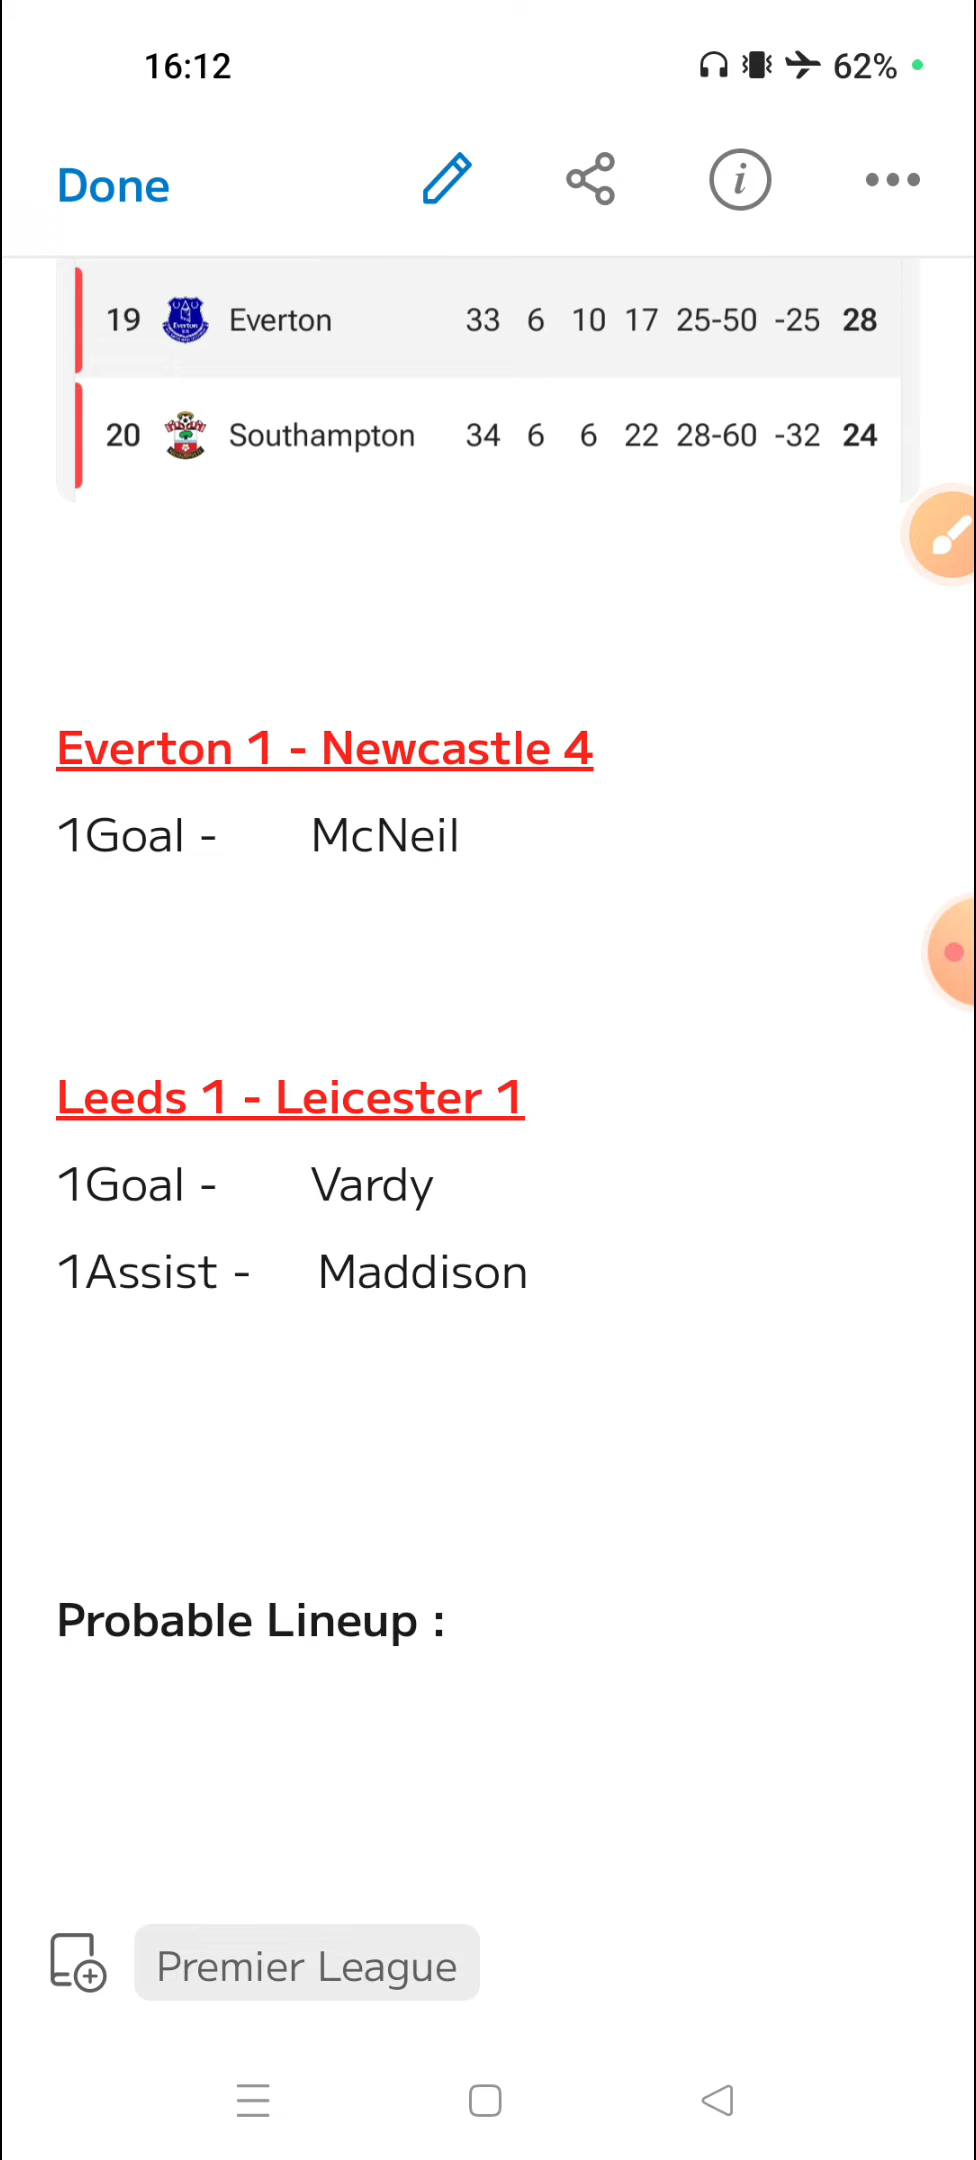 16:12 62%
Done
19 Everton 33 6 10 17 25-50 -25 28
20 Southampton 34 6 6 22 28-60 -32 24
Everton 1 - Newcastle 4
1Goal - McNeil
Leeds 1 - Leicester 1
1Goal - Vardy
1Assist - Maddison
Probable Lineup :
Premier League